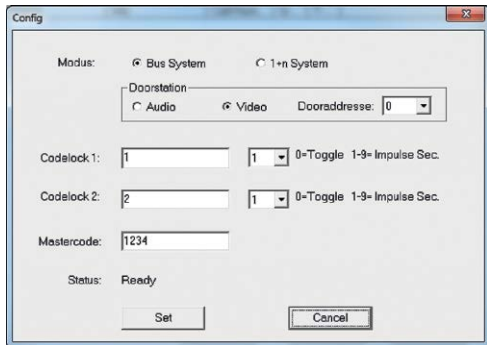 Config
Modus: Bus System 1+n System
Doorstation
Audio Video Dooraddresse: 0
Codelock 1: 1 1 0=Toggle 1-9= Impulse Sec.
Codelock 2: 2 1 0=Toggle 1-9= Impulse Sec.
Mastercode: 1234
Status: Ready
Set Cancel